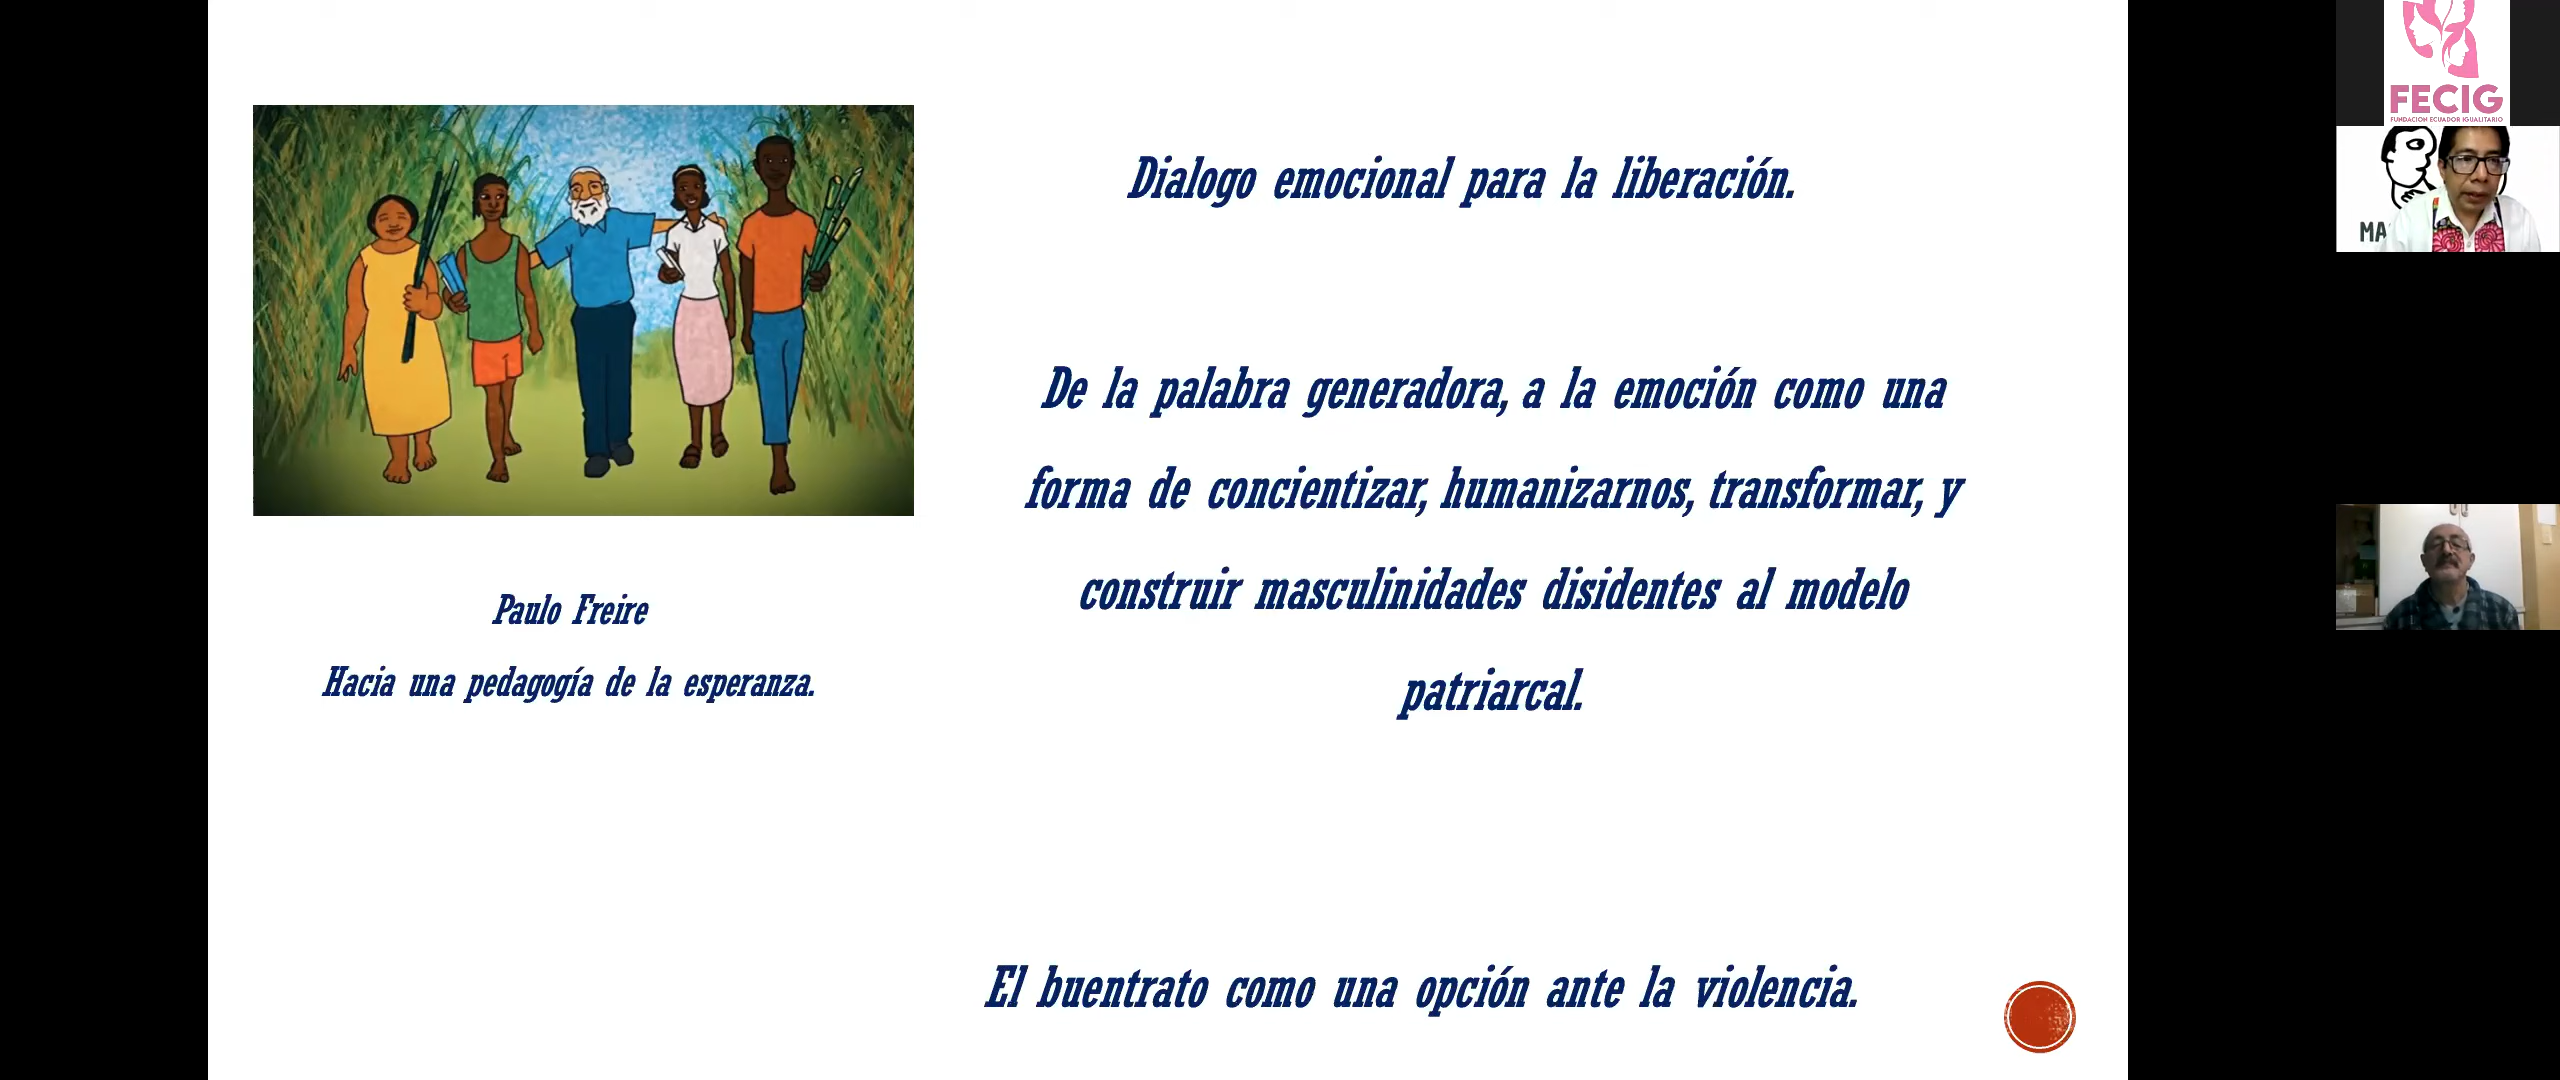 Dialogo emocional para la liberación.
De la palabra generadora, a la emoción como una
forma de concientizar, humanizarnos, transformar, y
construir masculinidades disidentes al modelo
patriarcal.
Paulo Freire
Hacia una pedagogía de la esperanza.
El buentrato como una opción ante la violencia.
FECIG
FUNDACION ECUADOR IGUALITARIO
MA